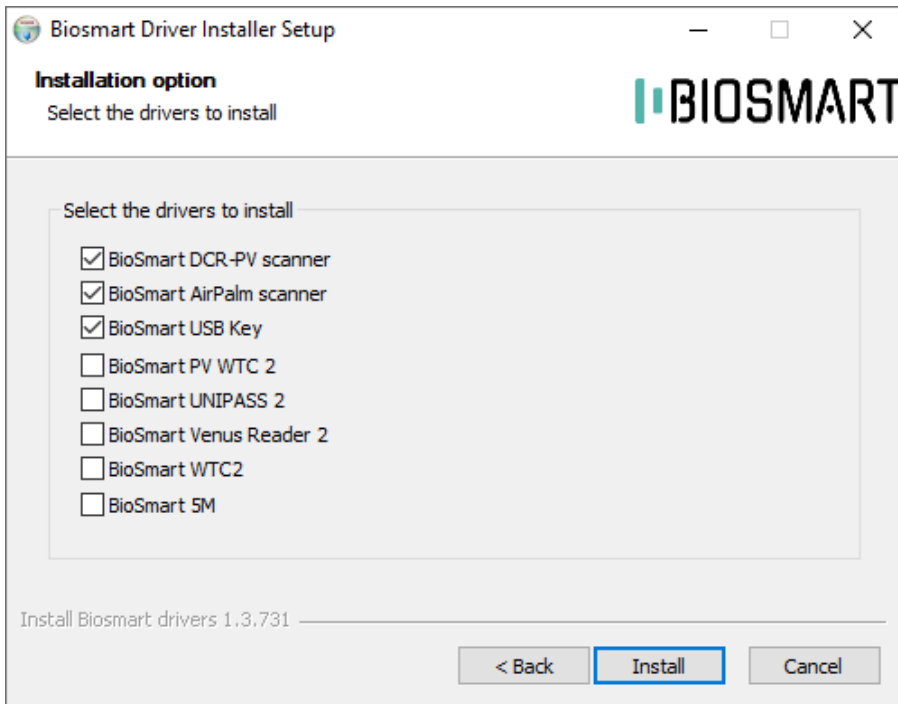 Biosmart Driver Installer Setup
Installation option
Select the drivers to install
BIOSMART
Select the drivers to install
BioSmart DCR-PV scanner
BioSmart AirPalm scanner
BioSmart USB Key
BioSmart PV WTC 2
BioSmart UNIPASS 2
BioSmart Venus Reader 2
BioSmart WTC2
BioSmart 5M
Install Biosmart drivers 1.3.731
< Back
Install
Cancel